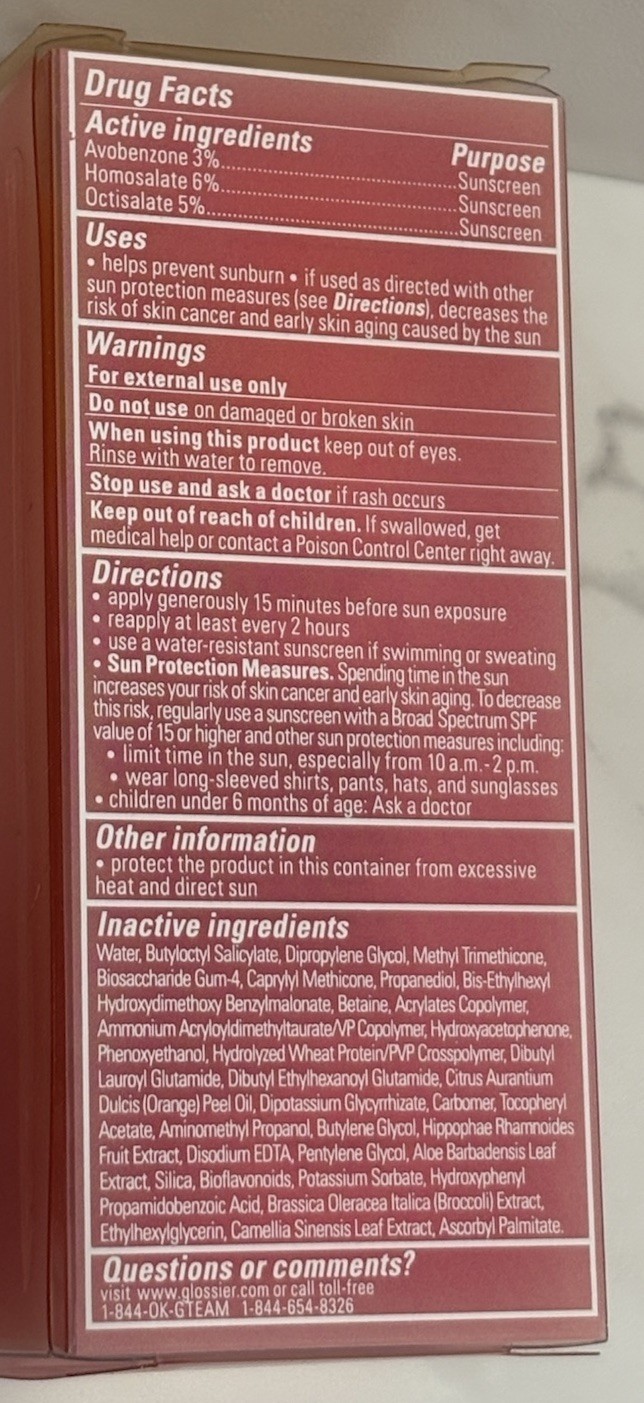 Drug Facts
Active ingredients Purpose
Avobenzone 3%........................................Sunscreen
Homosalate 6%........................................Sunscreen
Octisalate 5%..........................................Sunscreen
Uses
• helps prevent sunburn • if used as directed with other
sun protection measures (see Directions), decreases the
risk of skin cancer and early skin aging caused by the sun
Warnings
For external use only
Do not use on damaged or broken skin
When using this product keep out of eyes.
Rinse with water to remove.
Stop use and ask a doctor if rash occurs
Keep out of reach of children. If swallowed, get
medical help or contact a Poison Control Center right away.
Directions
• apply generously 15 minutes before sun exposure
• reapply at least every 2 hours
• use a water-resistant sunscreen if swimming or sweating
• Sun Protection Measures. Spending time in the sun
increases your risk of skin cancer and early skin aging. To decrease
this risk, regularly use a sunscreen with a Broad Spectrum SPF
value of 15 or higher and other sun protection measures including:
• limit time in the sun, especially from 10 a.m.-2 p.m.
• wear long-sleeved shirts, pants, hats, and sunglasses
• children under 6 months of age: Ask a doctor
Other information
• protect the product in this container from excessive
heat and direct sun
Inactive ingredients
Water, Butyloctyl Salicylate, Dipropylene Glycol, Methyl Trimethicone,
Biosaccharide Gum-4, Caprylyl Methicone, Propanediol, Bis-Ethylhexyl
Hydroxydimethoxy Benzylmalonate, Betaine, Acrylates Copolymer,
Ammonium Acryloyldimethyltaurate/VP Copolymer, Hydroxyacetophenone,
Phenoxyethanol, Hydrolyzed Wheat Protein/PVP Crosspolymer, Dibutyl
Lauroyl Glutamide, Dibutyl Ethylhexanoyl Glutamide, Citrus Aurantium
Dulcis (Orange) Peel Oil, Dipotassium Glycyrrhizate, Carbomer, Tocopheryl
Acetate, Aminomethyl Propanol, Butylene Glycol, Hippophae Rhamnoides
Fruit Extract, Disodium EDTA, Pentylene Glycol, Aloe Barbadensis Leaf
Extract, Silica, Bioflavonoids, Potassium Sorbate, Hydroxyphenyl
Propamidobenzoic Acid, Brassica Oleracea Italica (Broccoli) Extract,
Ethylhexylglycerin, Camellia Sinensis Leaf Extract, Ascorbyl Palmitate.
Questions or comments?
visit www.glossier.com or call toll-free
1-844-OK-GTEAM 1-844-654-8326